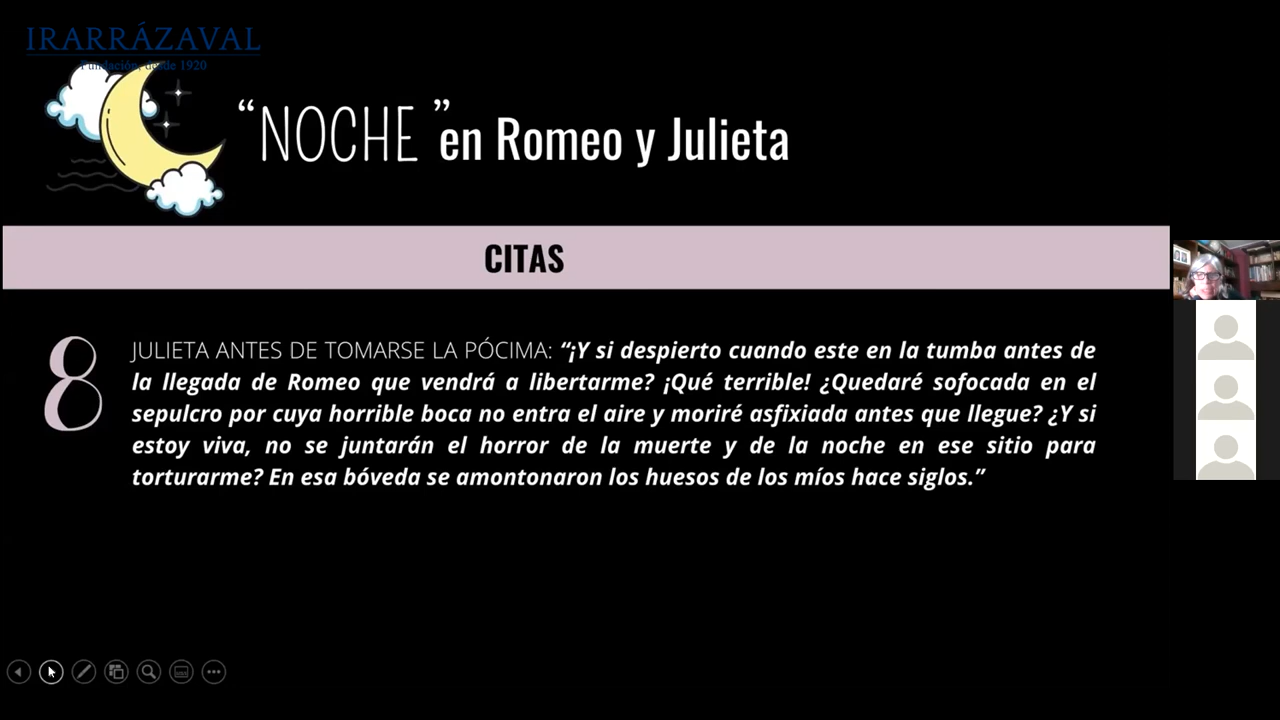 IRARRÁZAVAL
Fundación, desde 1920
“NOCHE” en Romeo y Julieta
CITAS
8
JULIETA ANTES DE TOMARSE LA PÓCIMA: “¡Y si despierto cuando este en la tumba antes de
la llegada de Romeo que vendrá a libertarme? ¡Qué terrible! ¿Quedaré sofocada en el
sepulcro por cuya horrible boca no entra el aire y moriré asfixiada antes que llegue? ¿Y si
estoy viva, no se juntarán el horror de la muerte y de la noche en ese sitio para
torturarme? En esa bóveda se amontonaron los huesos de los míos hace siglos.”